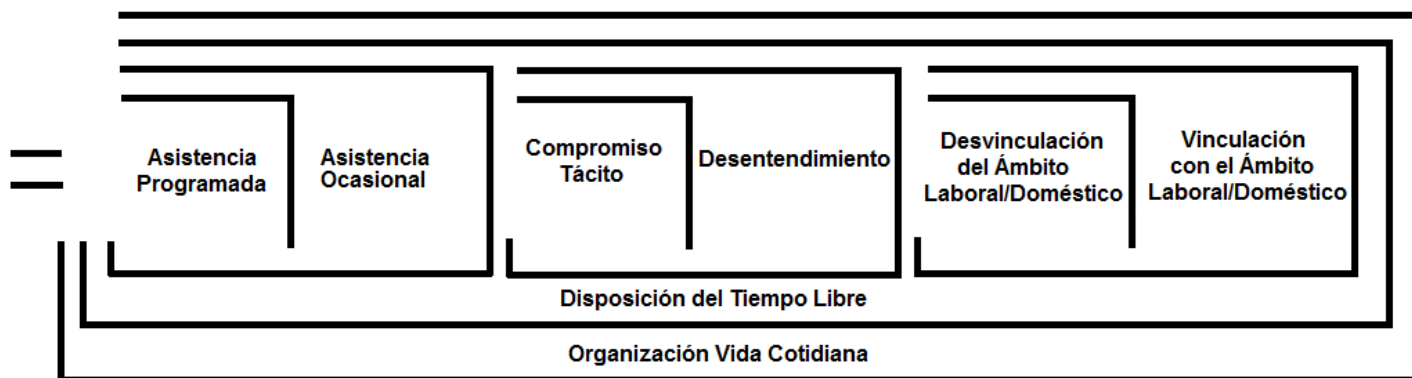 Asistencia
Programada
Asistencia
Ocasional
Compromiso
Tácito
Desentendimiento
Desvinculación
del Ámbito
Laboral/Doméstico
Vinculación
con el Ámbito
Laboral/Doméstico
Disposición del Tiempo Libre
Organización Vida Cotidiana